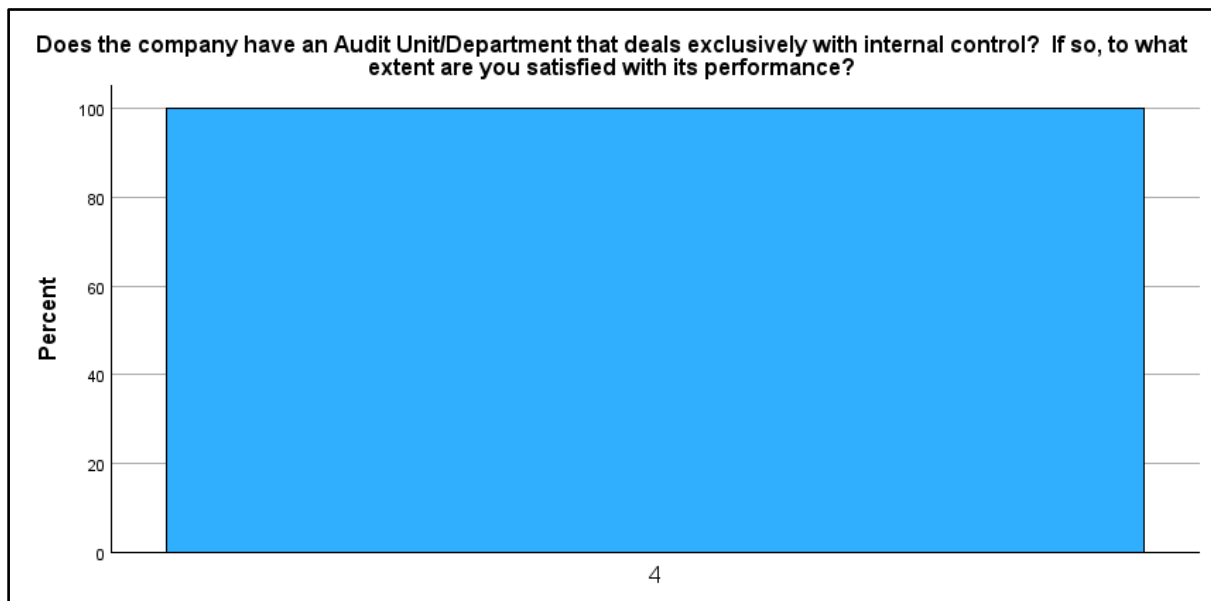 Does the company have an Audit Unit/Department that deals exclusively with internal control?  If so, to what
extent are you satisfied with its performance?
100
80
60
40
20
0
Percent
4